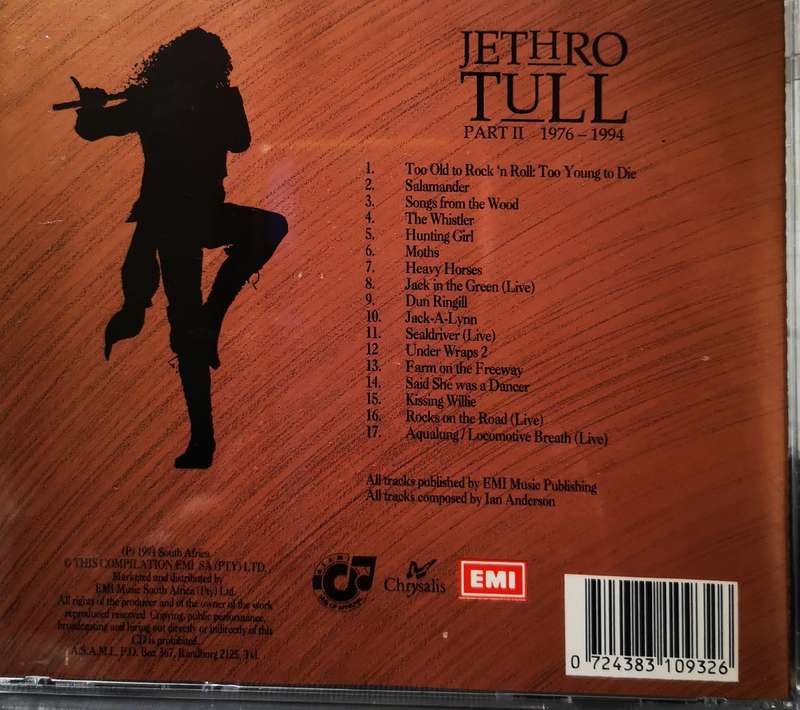 JETHRO
TULL
PART II 1976 – 1994
1. Too Old to Rock 'n Roll: Too Young to Die
2. Salamander
3. Songs from the Wood
4. The Whistler
5. Hunting Girl
6. Moths
7. Heavy Horses
8. Jack in the Green (Live)
9. Dun Ringill
10. Jack-A-Lynn
11. Sealdriver (Live)
12 Under Wraps 2
13. Farm on the Freeway
14. Said She was a Dancer
15. Kissing Willie
16. Rocks on the Road (Live)
17. Aqualung / Locomotive Breath (Live)
All tracks published by EMI Music Publishing
All tracks composed by Ian Anderson
(P) 1994 South Africa
© THIS COMPILATION EMI SA (PTY) LTD.
Marketed and distributed by
EMI Music South Africa (Pty) Ltd.
All rights of the producer and of the owner of the work
reproduced reserved. Copying, public performance,
broadcasting and hiring out directly or indirectly of this
CD is prohibited.
A.S.A.M.I., P.O. Box 367, Randburg 2125, Tvl.
Chrysalis
EMI
0 724383 109326